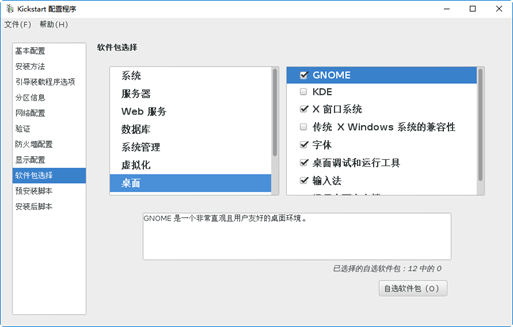 Kickstart 配置程序
文件(F) 帮助(H)
基本配置
安装方法
引导装载程序选项
分区信息
网络配置
验证
防火墙配置
显示配置
软件包选择
预安装脚本
安装后脚本
软件包选择
系统
服务器
Web 服务
数据库
系统管理
虚拟化
桌面
GNOME
KDE
X 窗口系统
传统 X Windows 系统的兼容性
字体
桌面调试和运行工具
输入法
GNOME 是一个非常直观且用户友好的桌面环境。
已选择的自选软件包：12 中的 0
自选软件包（O）